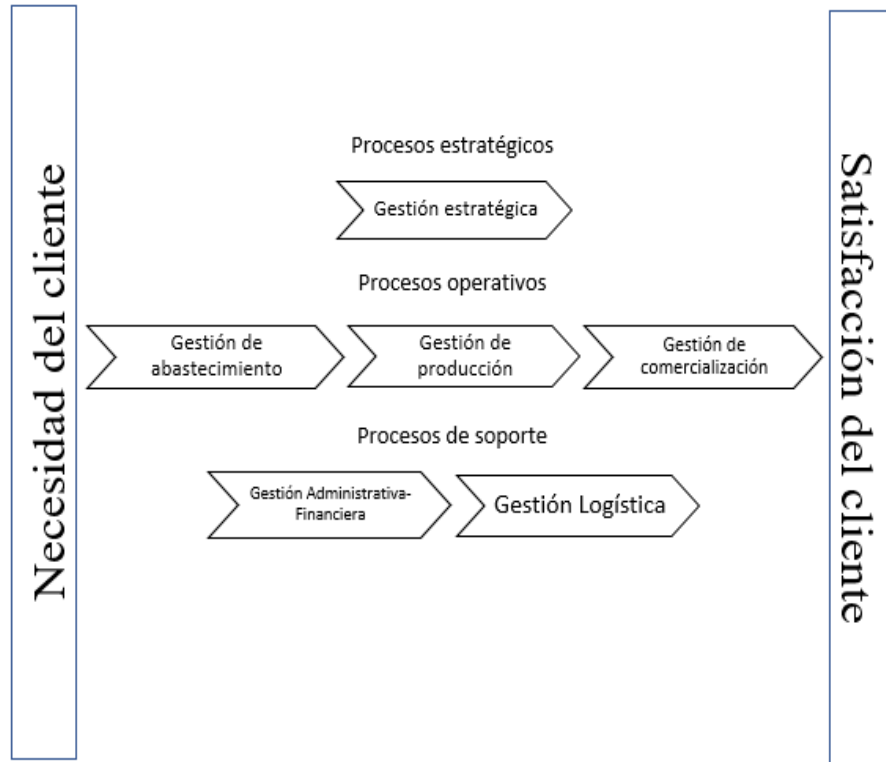 Necesidad del cliente
Procesos estratégicos
Gestión estratégica
Procesos operativos
Gestión de
abastecimiento
Gestión de
producción
Gestión de
comercialización
Procesos de soporte
Gestión Administrativa-
Financiera
Gestión Logística
Satisfacción del cliente